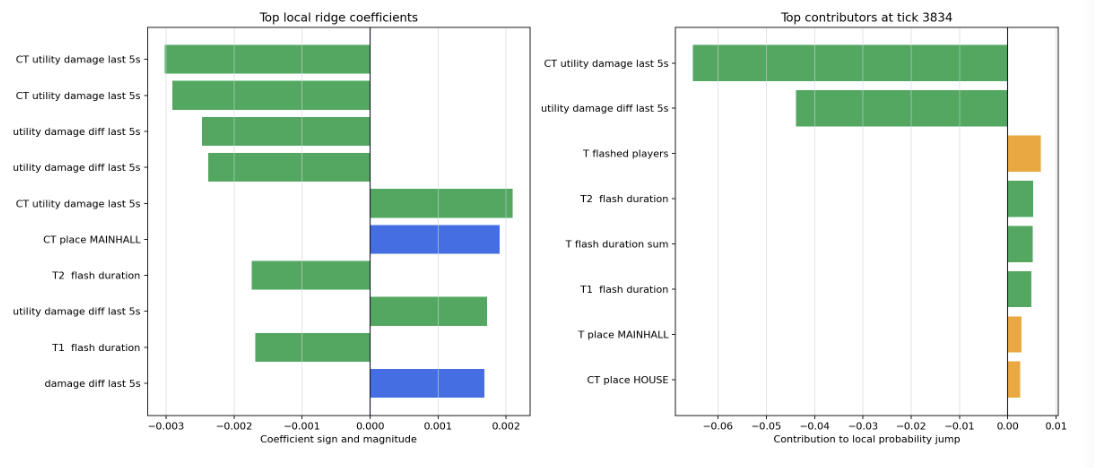 Top local ridge coefficients
CT utility damage last 5s
CT utility damage last 5s
utility damage diff last 5s
utility damage diff last 5s
CT utility damage last 5s
CT place MAINHALL
T2  flash duration
utility damage diff last 5s
T1  flash duration
damage diff last 5s
−0.003 −0.002 −0.001 0.000 0.001 0.002
Coefficient sign and magnitude
Top contributors at tick 3834
CT utility damage last 5s
utility damage diff last 5s
T flashed players
T2  flash duration
T flash duration sum
T1  flash duration
T place MAINHALL
CT place HOUSE
−0.06 −0.05 −0.04 −0.03 −0.02 −0.01 0.00 0.01
Contribution to local probability jump